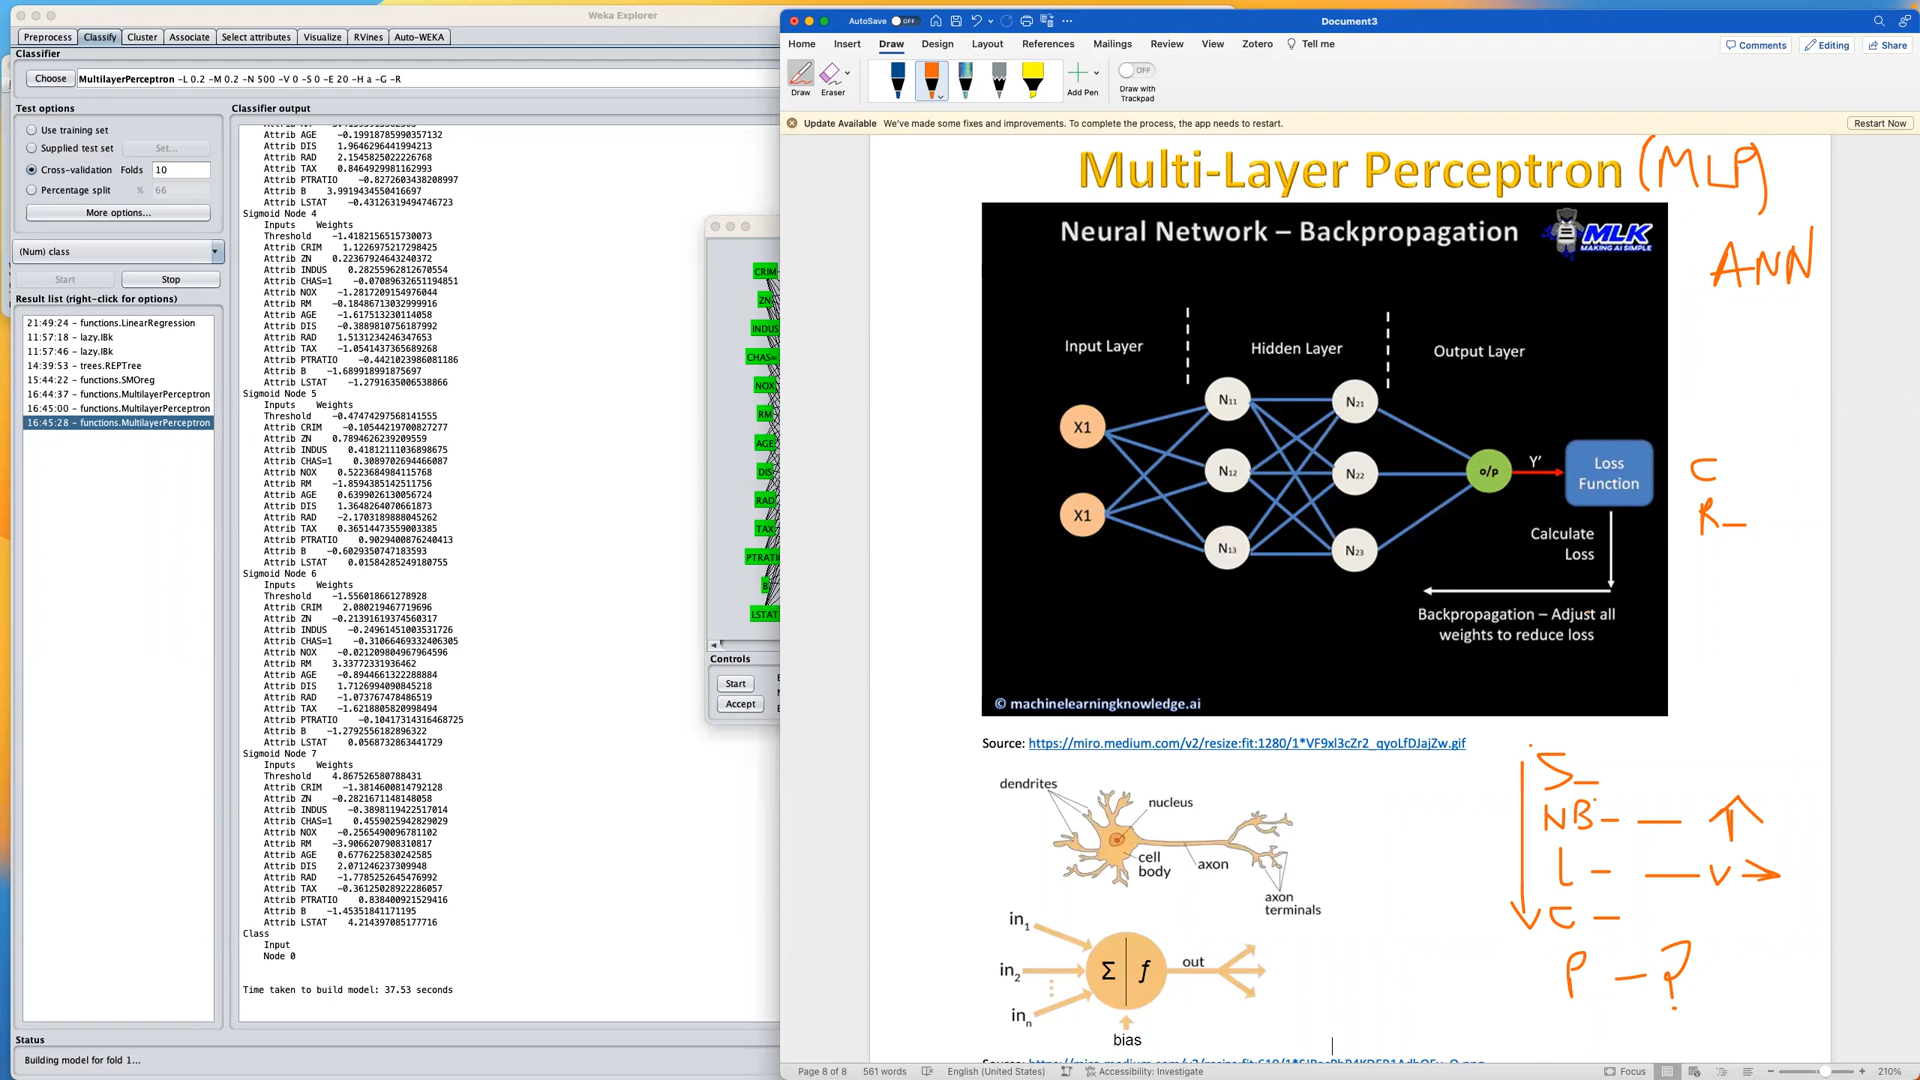 Weka Explorer
Preprocess Classify Cluster Associate Select attributes Visualize RVines Auto-WEKA
Classifier
Choose MultilayerPerceptron -L 0.2 -M 0.2 -N 500 -V 0 -S 0 -E 20 -H a -G -R
Test options
Use training set
Supplied test set Set...
Cross-validation Folds 10
Percentage split % 66
More options...
(Num) class
Start Stop
Result list (right-click for options)
21:49:24 - functions.LinearRegression
11:57:18 - lazy.IBk
11:57:46 - lazy.IBk
14:39:53 - trees.REPTree
15:44:22 - functions.SMOreg
16:44:37 - functions.MultilayerPerceptron
16:45:00 - functions.MultilayerPerceptron
16:45:28 - functions.MultilayerPerceptron
Classifier output
Attrib AGE -0.19918785990357132
Attrib DIS 1.9646296441994213
Attrib RAD 2.1545825022226768
Attrib TAX 0.8464929981162993
Attrib PTRATIO -0.8272603438208997
Attrib B 3.9919434550416697
Attrib LSTAT -0.43126319494746723
Sigmoid Node 4
Inputs Weights
Threshold -1.4182156515730073
Attrib CRIM 1.1226975217298425
Attrib ZN 0.22367924643240372
Attrib INDUS 0.28255962812670554
Attrib CHAS=1 -0.07089632651194851
Attrib NOX -1.2817209154976044
Attrib RM -0.18486713032999916
Attrib AGE -1.617513230114058
Attrib DIS -0.3889810756187992
Attrib RAD 1.5131234246347653
Attrib TAX -1.0541437365689268
Attrib PTRATIO -0.4421023986081186
Attrib B -1.689918991875697
Attrib LSTAT -1.2791635006538866
Sigmoid Node 5
Inputs Weights
Threshold -0.47474297568141555
Attrib CRIM -0.10544219700827277
Attrib ZN 0.7894626239209559
Attrib INDUS 0.41812111036898675
Attrib CHAS=1 0.3089702694466087
Attrib NOX 0.5223684984115768
Attrib RM -1.8594385142511756
Attrib AGE 0.6399026130056724
Attrib DIS 1.3648264070661873
Attrib RAD -2.1703189888045262
Attrib TAX 0.36514473559003385
Attrib PTRATIO 0.9029400876240413
Attrib B -0.6029350747183593
Attrib LSTAT 0.01584285249180755
Sigmoid Node 6
Inputs Weights
Threshold -1.556018661278928
Attrib CRIM 2.080219467719696
Attrib ZN -0.21391619374560317
Attrib INDUS -0.24961451003531726
Attrib CHAS=1 -0.31066469332406305
Attrib NOX -0.021209804967964596
Attrib RM 3.33772331936462
Attrib AGE -0.8944661322288884
Attrib DIS 1.7126994090845218
Attrib RAD -1.073767478486519
Attrib TAX -1.6218805820998494
Attrib PTRATIO -0.10417314316468725
Attrib B -1.2792556182896322
Attrib LSTAT 0.0568732863441729
Sigmoid Node 7
Inputs Weights
Threshold 4.867526580788431
Attrib CRIM -1.3814600814792128
Attrib ZN -0.2821671148148058
Attrib INDUS -0.3898119422517014
Attrib CHAS=1 0.455902942829029
Attrib NOX -0.2565490096781102
Attrib RM -3.9066207908310817
Attrib AGE 0.6776225830242585
Attrib DIS 2.071246237309948
Attrib RAD -1.7785252645476992
Attrib TAX -0.36125028922286057
Attrib PTRATIO 0.838400921529416
Attrib B -1.45351841171195
Attrib LSTAT 4.214397085177716
Class
Input
Node 0
Time taken to build model: 37.53 seconds
Status
Building model for fold 1...
CRIM
ZN
INDUS
CHAS=
NOX
RM
AGE
DIS
RAD
TAX
PTRATI
B
LSTAT
Controls
Start
Accept
AutoSave OFF
Document3
Home Insert Draw Design Layout References Mailings Review View Zotero Tell me
Comments Editing Share
Draw Eraser Add Pen OFF Draw with Trackpad
Update Available We've made some fixes and improvements. To complete the process, the app needs to restart. Restart Now
Multi-Layer Perceptron (MLP)
ANN
Neural Network – Backpropagation
MLK
MAKING AI SIMPLE
Input Layer Hidden Layer Output Layer
N11 N21
X1
N12 N22 o/p Y' Loss Function
X1
N13 N23
Calculate Loss
Backpropagation – Adjust all
weights to reduce loss
© machinelearningknowledge.ai
C
R
Source: https://miro.medium.com/v2/resize:fit:1280/1*VF9xl3cZr2_qyoLfDJajZw.gif
dendrites
nucleus
cell body
axon
axon terminals
in1
in2
inn
Σ f
out
bias
S
NB
L
C
P – ?
Page 8 of 8 561 words English (United States) Accessibility: Investigate Focus 210%